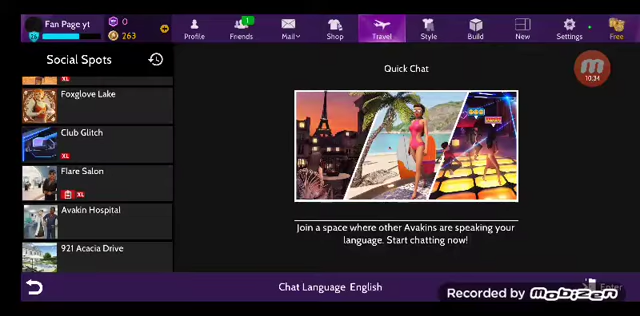 Fan Page yt
0
263
1
Profile
Friends
Mail
Shop
Travel
Style
Build
New
Settings
Free
Social Spots
XL
Foxglove Lake
Club Glitch
XL
Flare Salon
XL
Avakin Hospital
921 Acacia Drive
Quick Chat
10:34
Join a space where other Avakins are speaking your
language. Start chatting now!
Chat Language English
Enter
Recorded by Mobizen